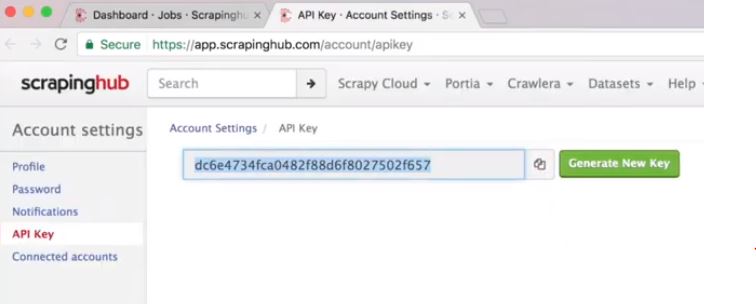 Dashboard · Jobs · Scrapinghu
API Key · Account Settings · Sc
Secure https://app.scrapinghub.com/account/apikey
scrapinghub Search Scrapy Cloud Portia Crawlera Datasets Help
Account settings
Account Settings / API Key
dc6e4734fca0482f88d6f8027502f657 Generate New Key
Profile
Password
Notifications
API Key
Connected accounts